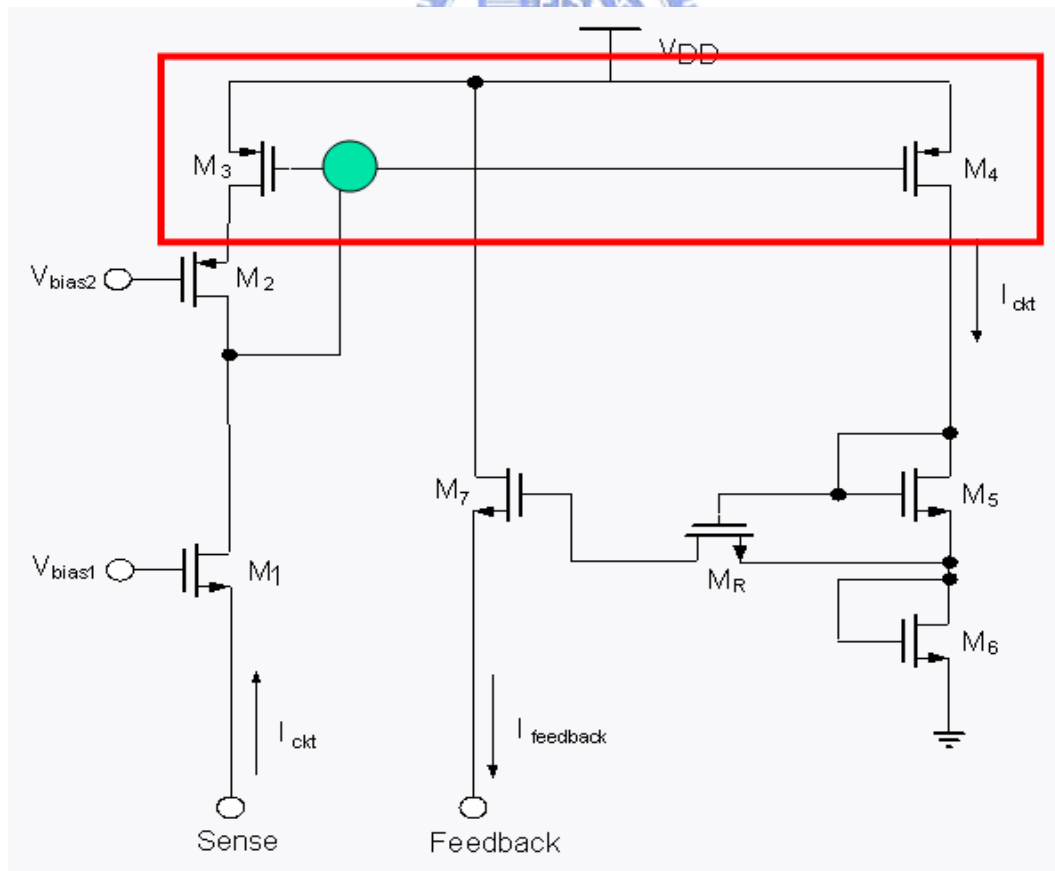 VDD
M3
M4
Vbias2
M2
Ickt
M7
M5
Vbias1
M1
MR
M6
Ickt
Ifeedback
Sense
Feedback